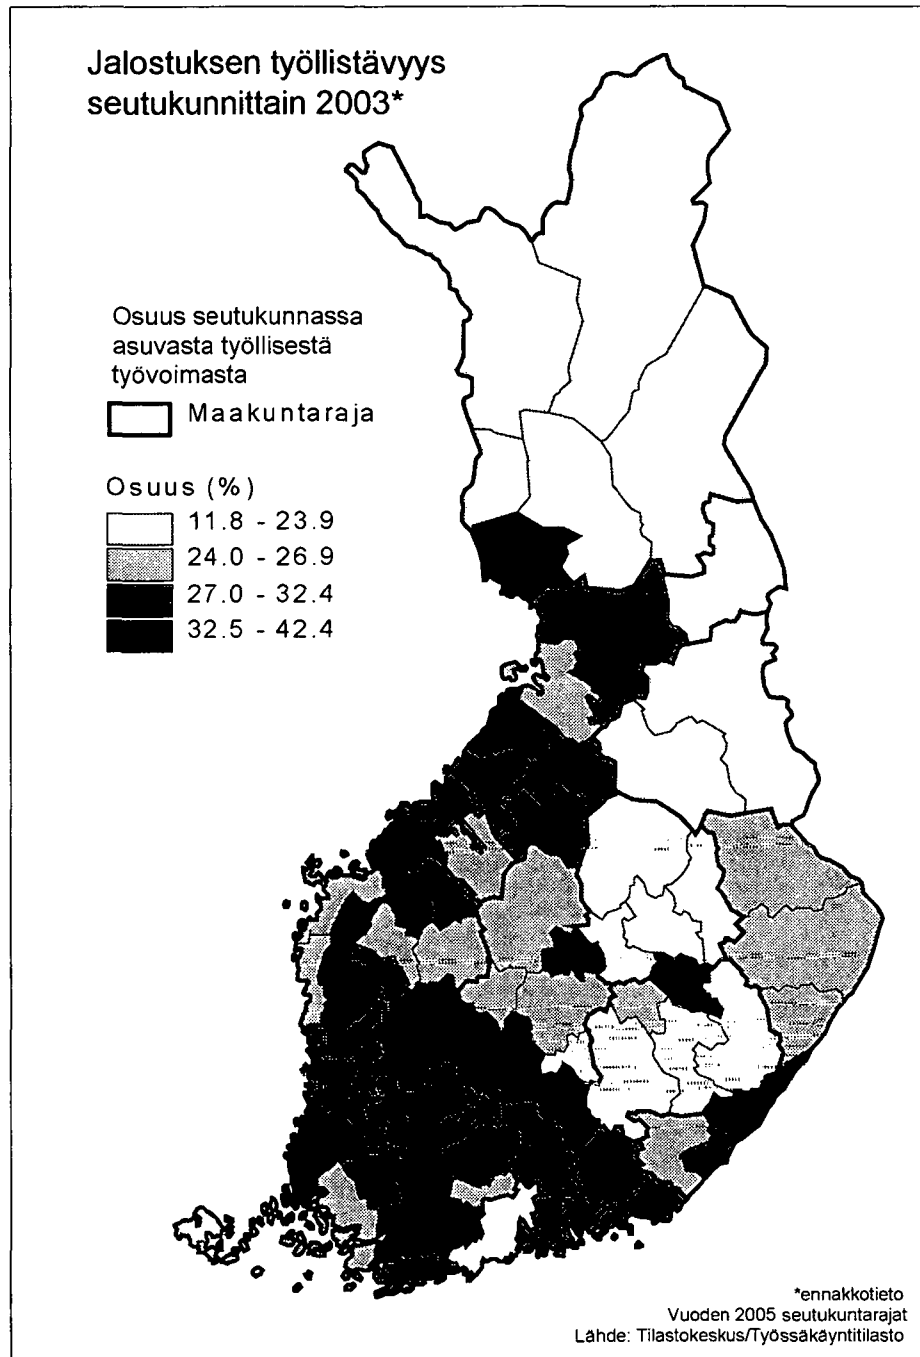 Jalostuksen työllistävyys
seutukunnittain 2003*
Osuus seutukunnassa
asuvasta työllisestä
työvoimasta
Maakuntaraja
Osuus (%)
11.8 - 23.9
24.0 - 26.9
27.0 - 32.4
32.5 - 42.4
*ennakkotieto
Vuoden 2005 seutukuntarajat
Lähde: Tilastokeskus/Työssäkäyntitilasto